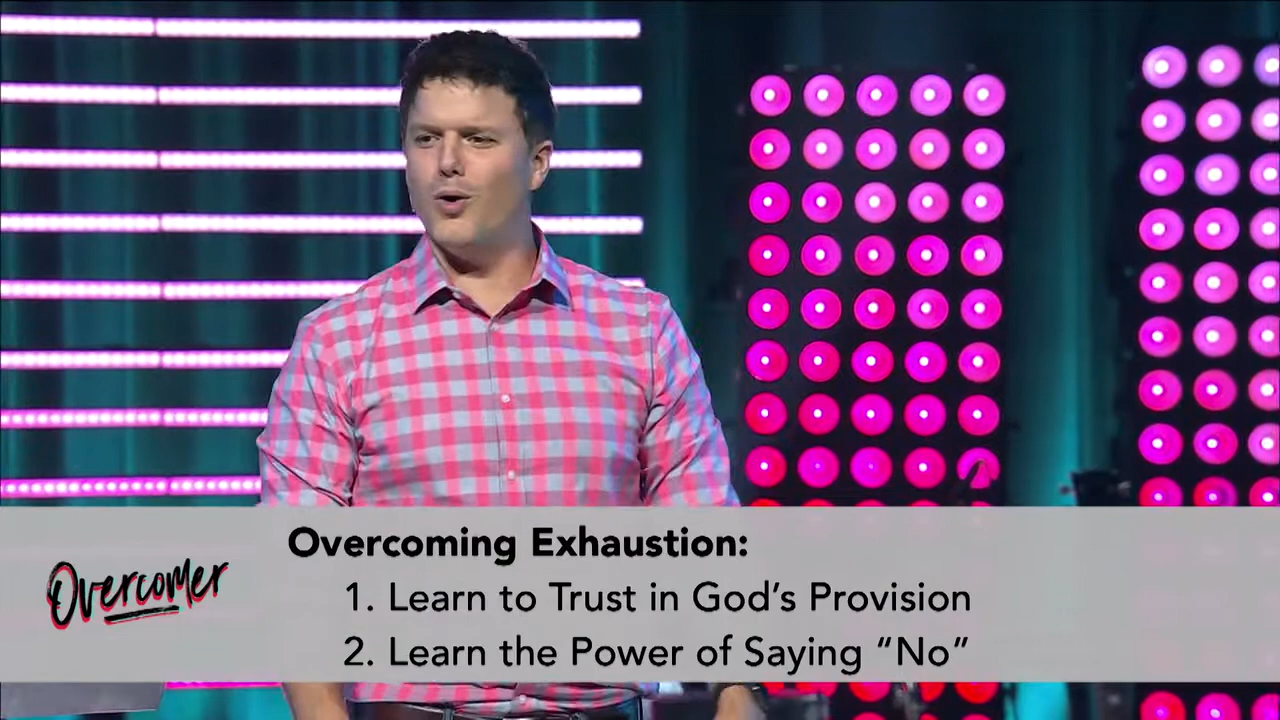 Overcomer
Overcoming Exhaustion:
1. Learn to Trust in God's Provision
2. Learn the Power of Saying “No”